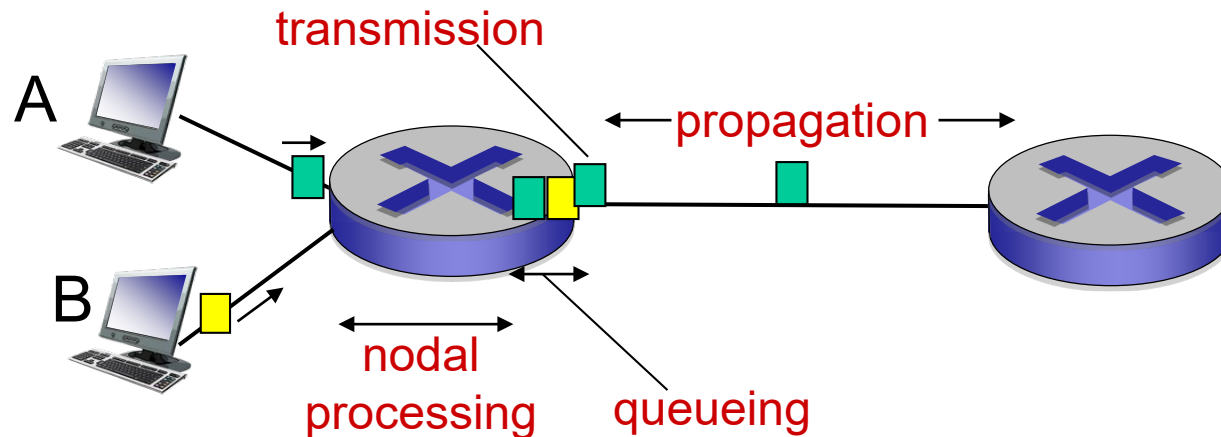 transmission
A
propagation
B
nodal
processing
queueing